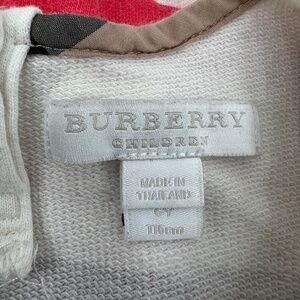 BURBERRY
CHILDREN
MADE IN
THAILAND
6Y
116cm